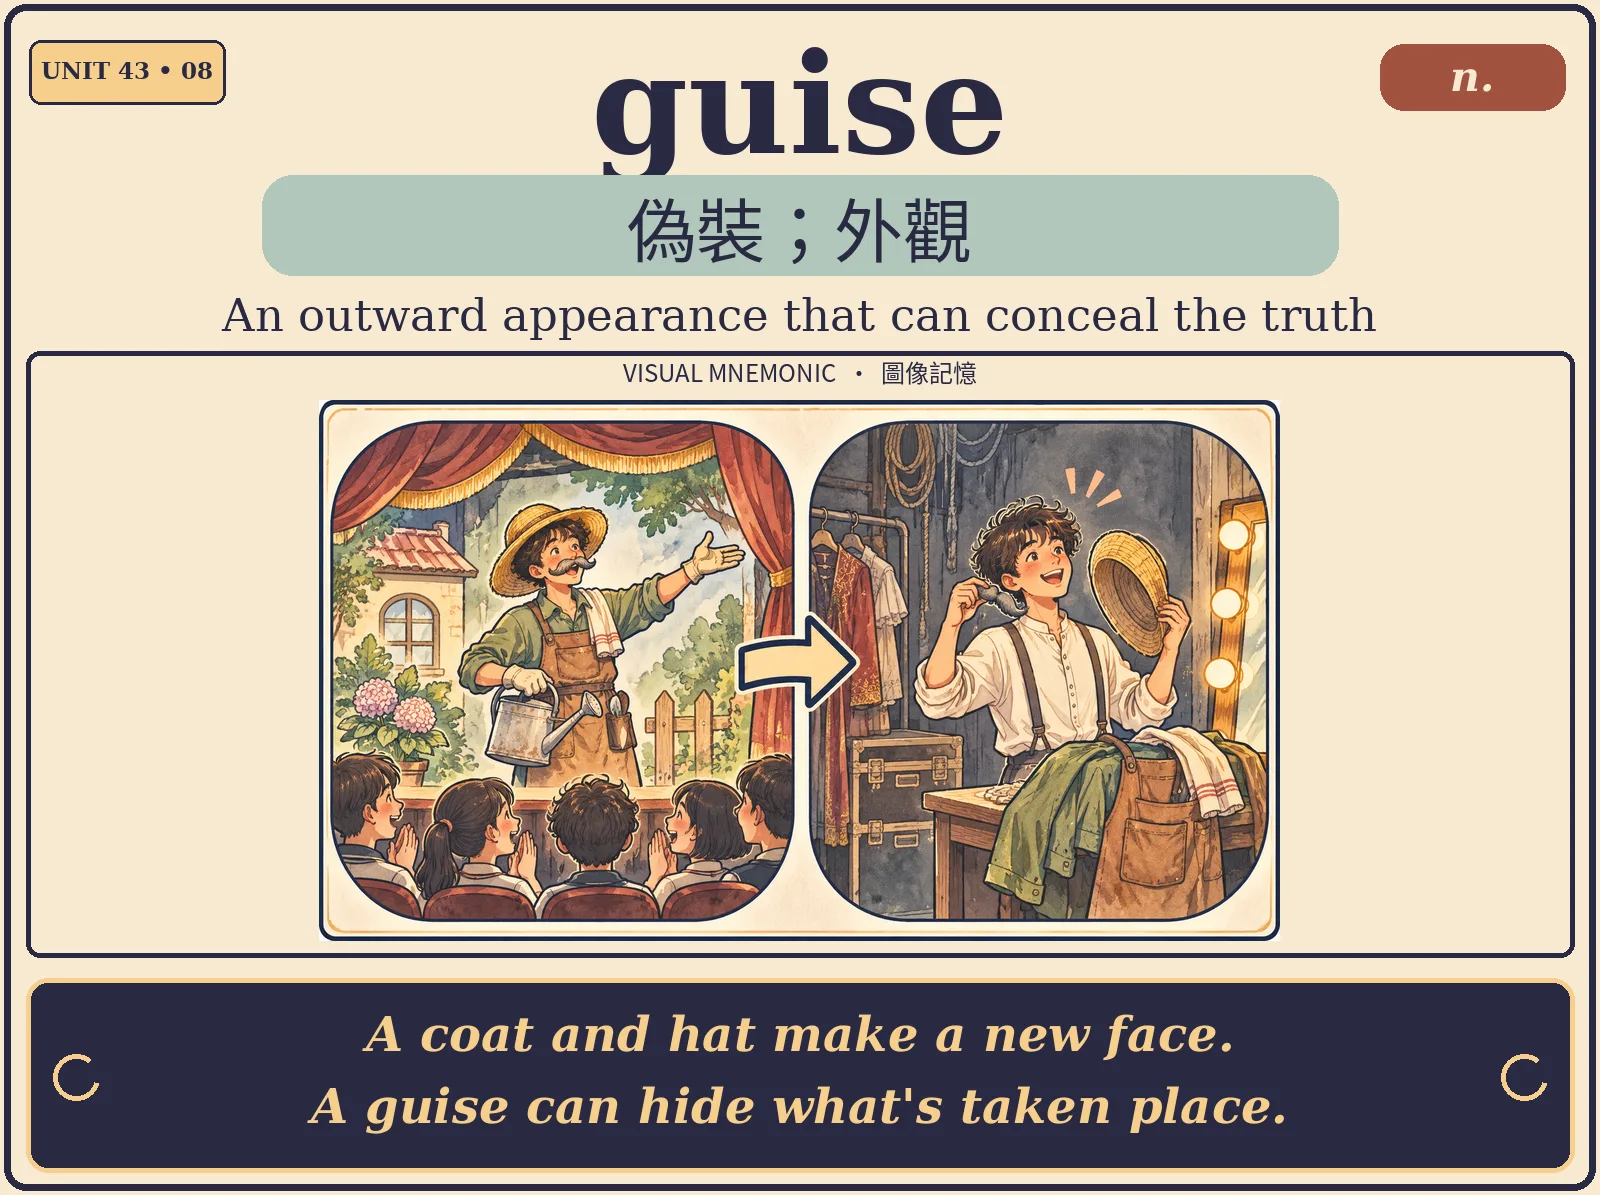 UNIT 43 • 08
guise
n.
偽裝；外觀
An outward appearance that can conceal the truth
VISUAL MNEMONIC • 圖像記憶
A coat and hat make a new face.
A guise can hide what's taken place.